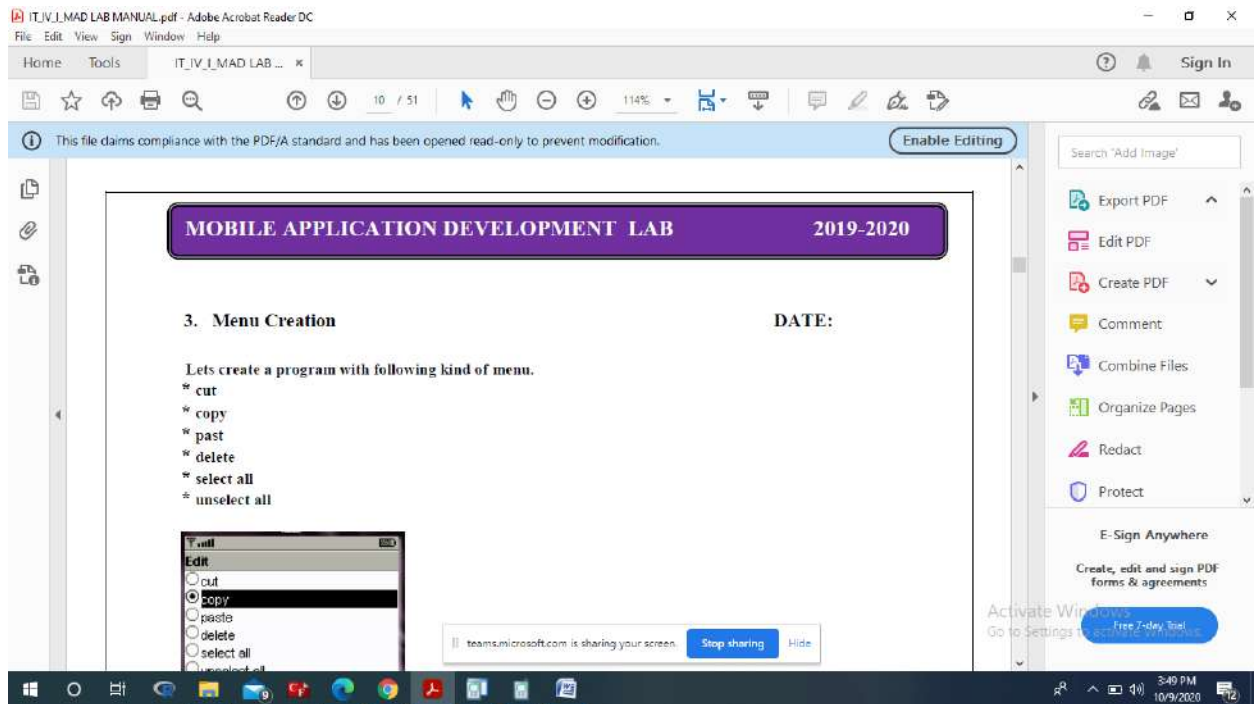 IT_IV_I_MAD LAB MANUAL.pdf - Adobe Acrobat Reader DC
File Edit View Sign Window Help
Home Tools IT_IV_I_MAD LAB ... × Sign In
10 / 51 114%
This file claims compliance with the PDF/A standard and has been opened read-only to prevent modification. Enable Editing
Search 'Add Image'
Export PDF
Edit PDF
Create PDF
Comment
Combine Files
Organize Pages
Redact
Protect
E-Sign Anywhere
Create, edit and sign PDF
forms & agreements
Free 7-day Trial
MOBILE APPLICATION DEVELOPMENT LAB 2019-2020
3. Menu Creation DATE:
Lets create a program with following kind of menu.
* cut
* copy
* past
* delete
* select all
* unselect all
Edit
cut
copy
paste
delete
select all
unselect all
teams.microsoft.com is sharing your screen. Stop sharing Hide
Activate Windows
Go to Settings to activate Windows.
9
3:49 PM
10/9/2020
12